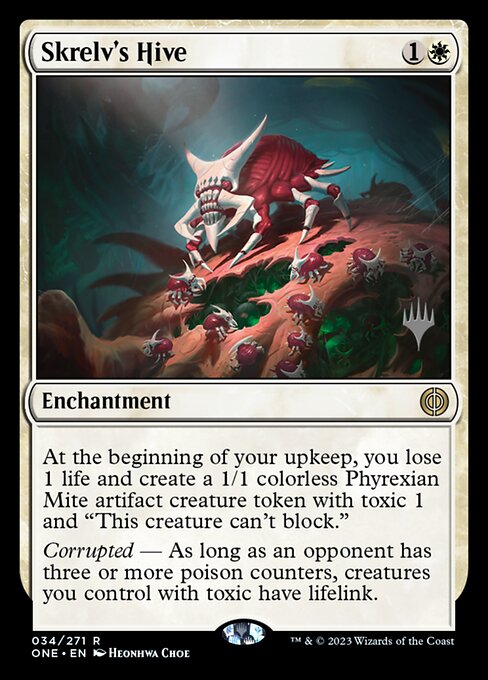 Skrelv's Hive 1
Enchantment
At the beginning of your upkeep, you lose
1 life and create a 1/1 colorless Phyrexian
Mite artifact creature token with toxic 1
and “This creature can't block.”
Corrupted — As long as an opponent has
three or more poison counters, creatures
you control with toxic have lifelink.
034/271 R
ONE • EN HEONHWA CHOE
™ & © 2023 Wizards of the Coast